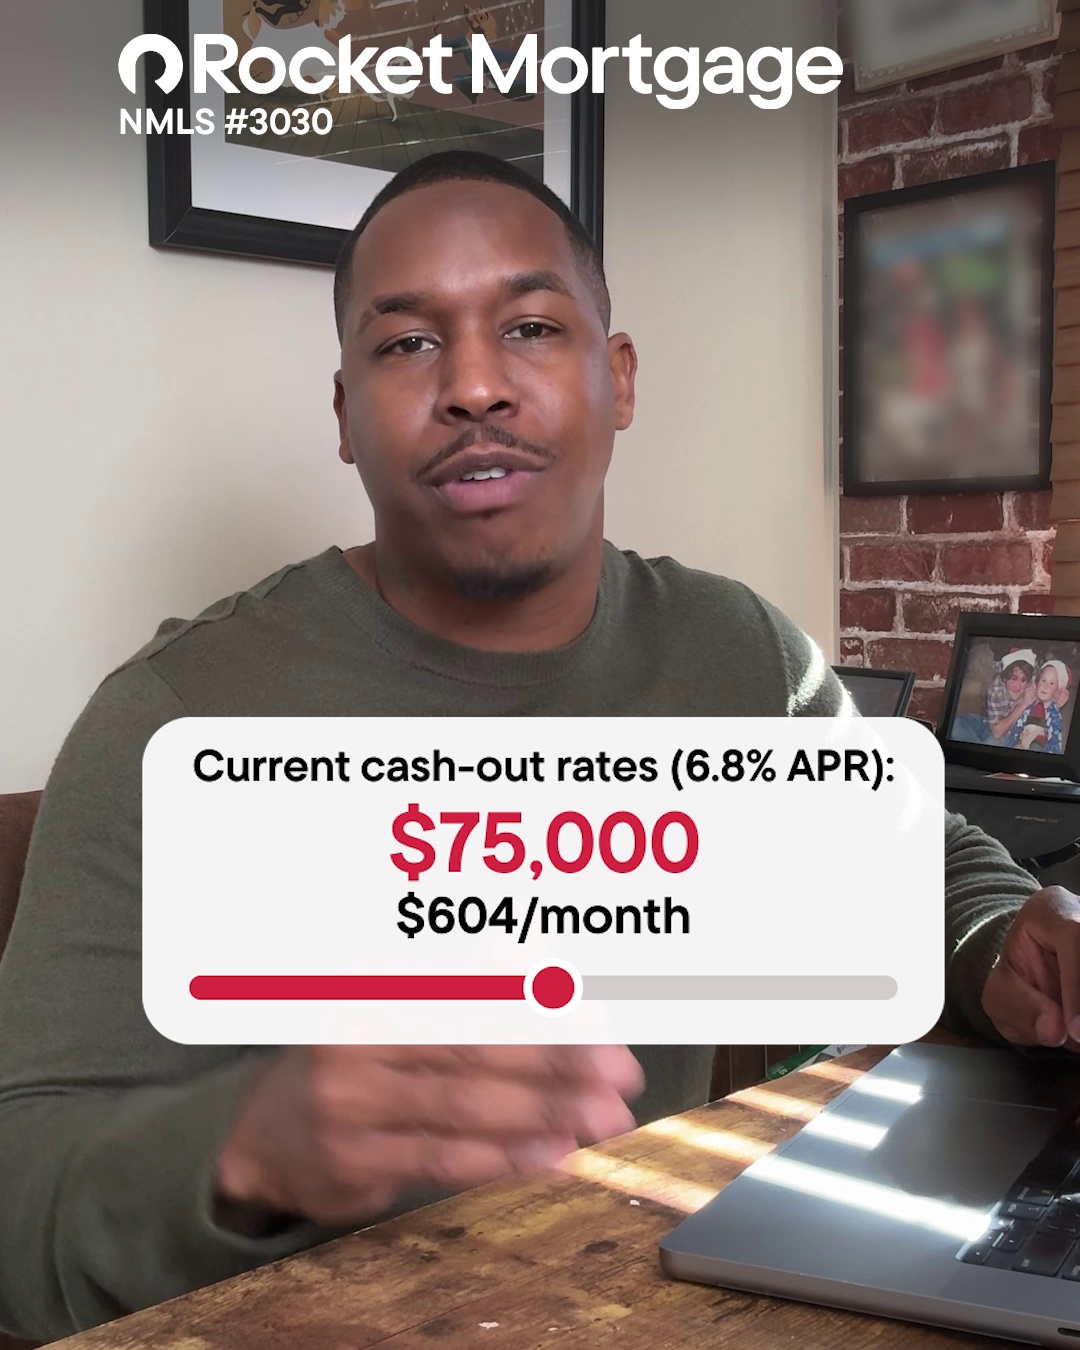 Rocket Mortgage
NMLS #3030
Current cash-out rates (6.8% APR):
$75,000
$604/month